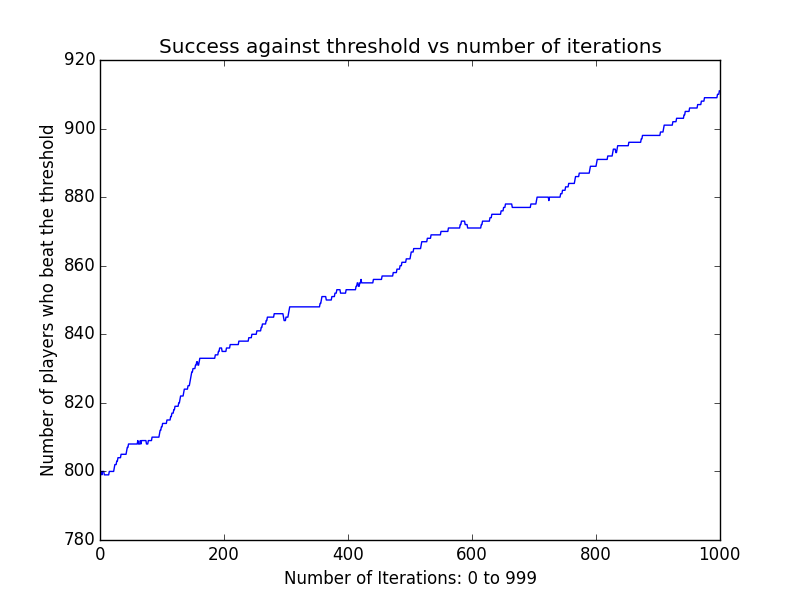 Success against threshold vs number of iterations
920
900
880
860
840
820
800
780
Number of players who beat the threshold
0 200 400 600 800 1000
Number of Iterations: 0 to 999